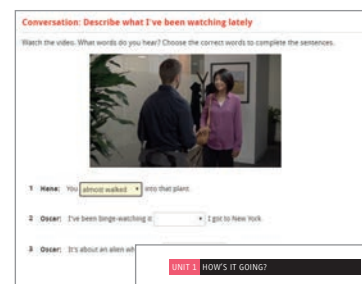 Conversation: Describe what I've been watching lately
Watch the video. What words do you hear? Choose the correct words to complete the sentences.
1 Hana: You almost walked into that plant
2 Oscar: I've been binge-watching it I got to New York
3 Oscar: It's about an alien wh
UNIT 1 HOW'S IT GOING?